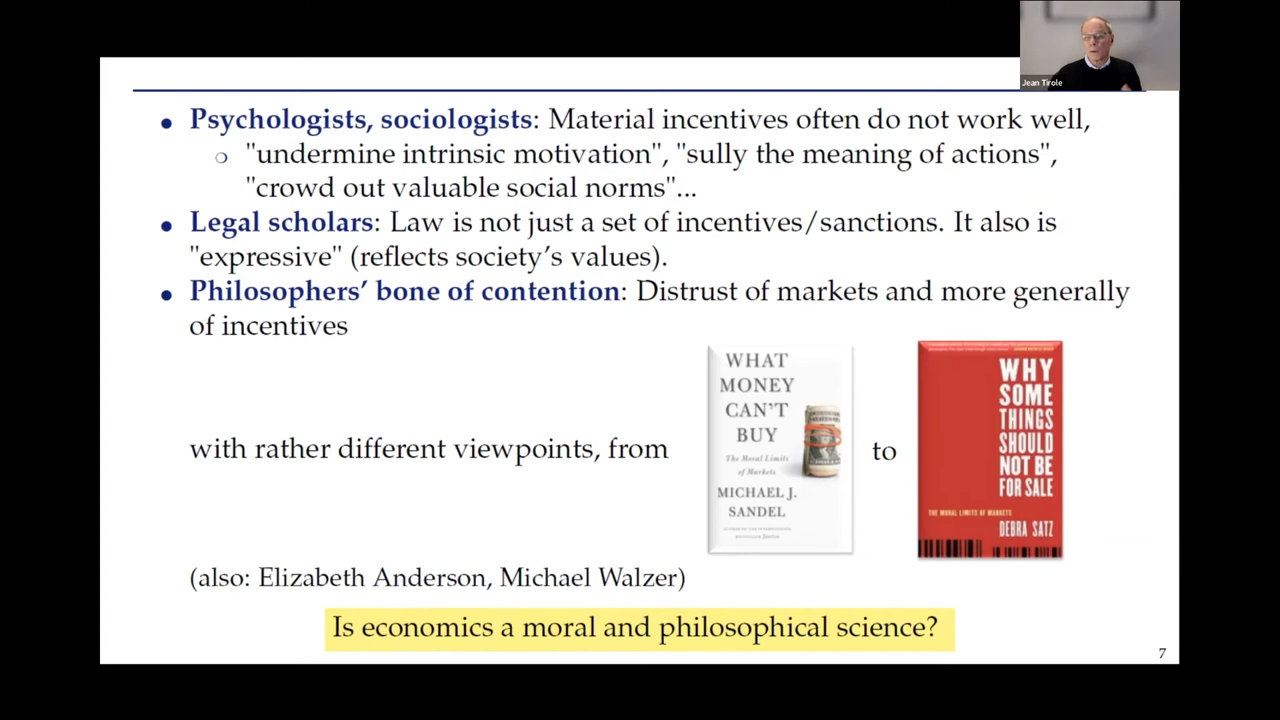 Jean Tirole
• Psychologists, sociologists: Material incentives often do not work well,
○ "undermine intrinsic motivation", "sully the meaning of actions",
"crowd out valuable social norms"...
• Legal scholars: Law is not just a set of incentives/sanctions. It also is
"expressive" (reflects society's values).
• Philosophers' bone of contention: Distrust of markets and more generally
of incentives
with rather different viewpoints, from
WHAT
MONEY
CAN'T
BUY
The Moral Limits
of Markets
MICHAEL J.
SANDEL
to
WHY
SOME
THINGS
SHOULD
NOT BE
FOR SALE
THE MORAL LIMITS OF MARKETS
DEBRA SATZ
(also: Elizabeth Anderson, Michael Walzer)
Is economics a moral and philosophical science?
7